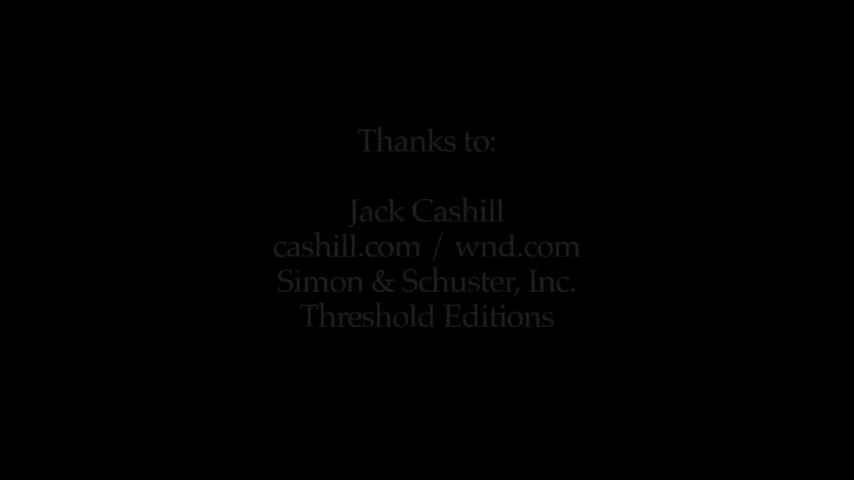 Thanks to:
Jack Cashill
cashill.com / wnd.com
Simon & Schuster, Inc.
Threshold Editions